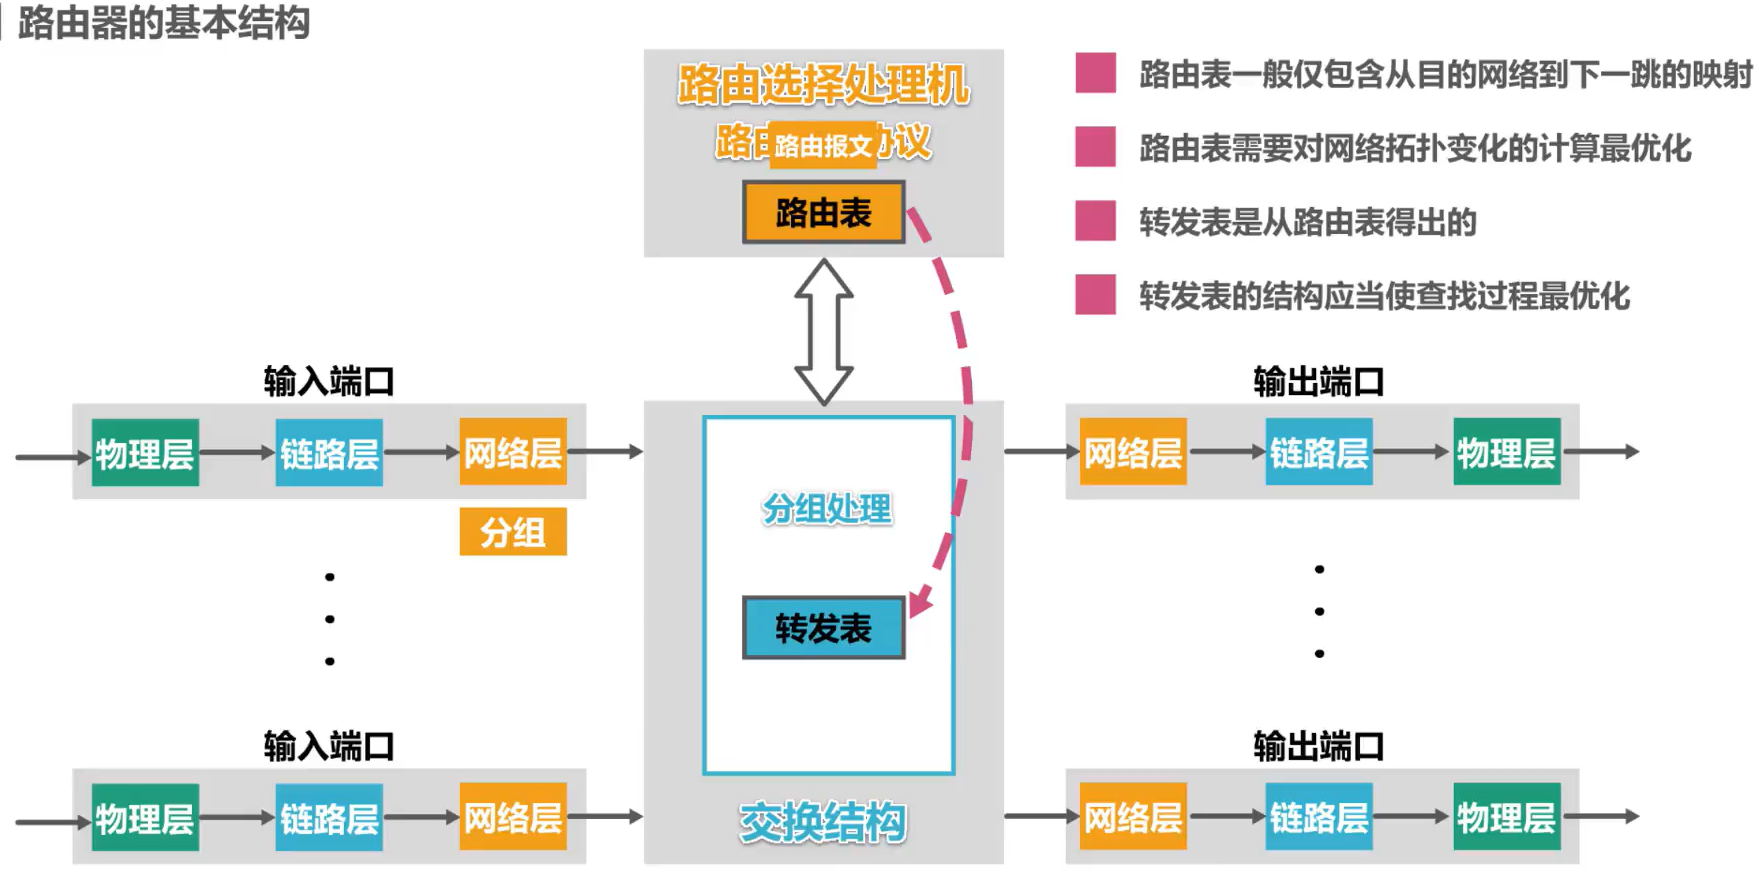 路由器的基本结构
路由选择处理机
路由
协议
路由报文
路由表
路由表一般仅包含从目的网络到下一跳的映射
路由表需要对网络拓扑变化的计算最优化
转发表是从路由表得出的
转发表的结构应当使查找过程最优化
输入端口
物理层
链路层
网络层
分组
输入端口
物理层
链路层
网络层
分组处理
转发表
交换结构
输出端口
网络层
链路层
物理层
输出端口
网络层
链路层
物理层